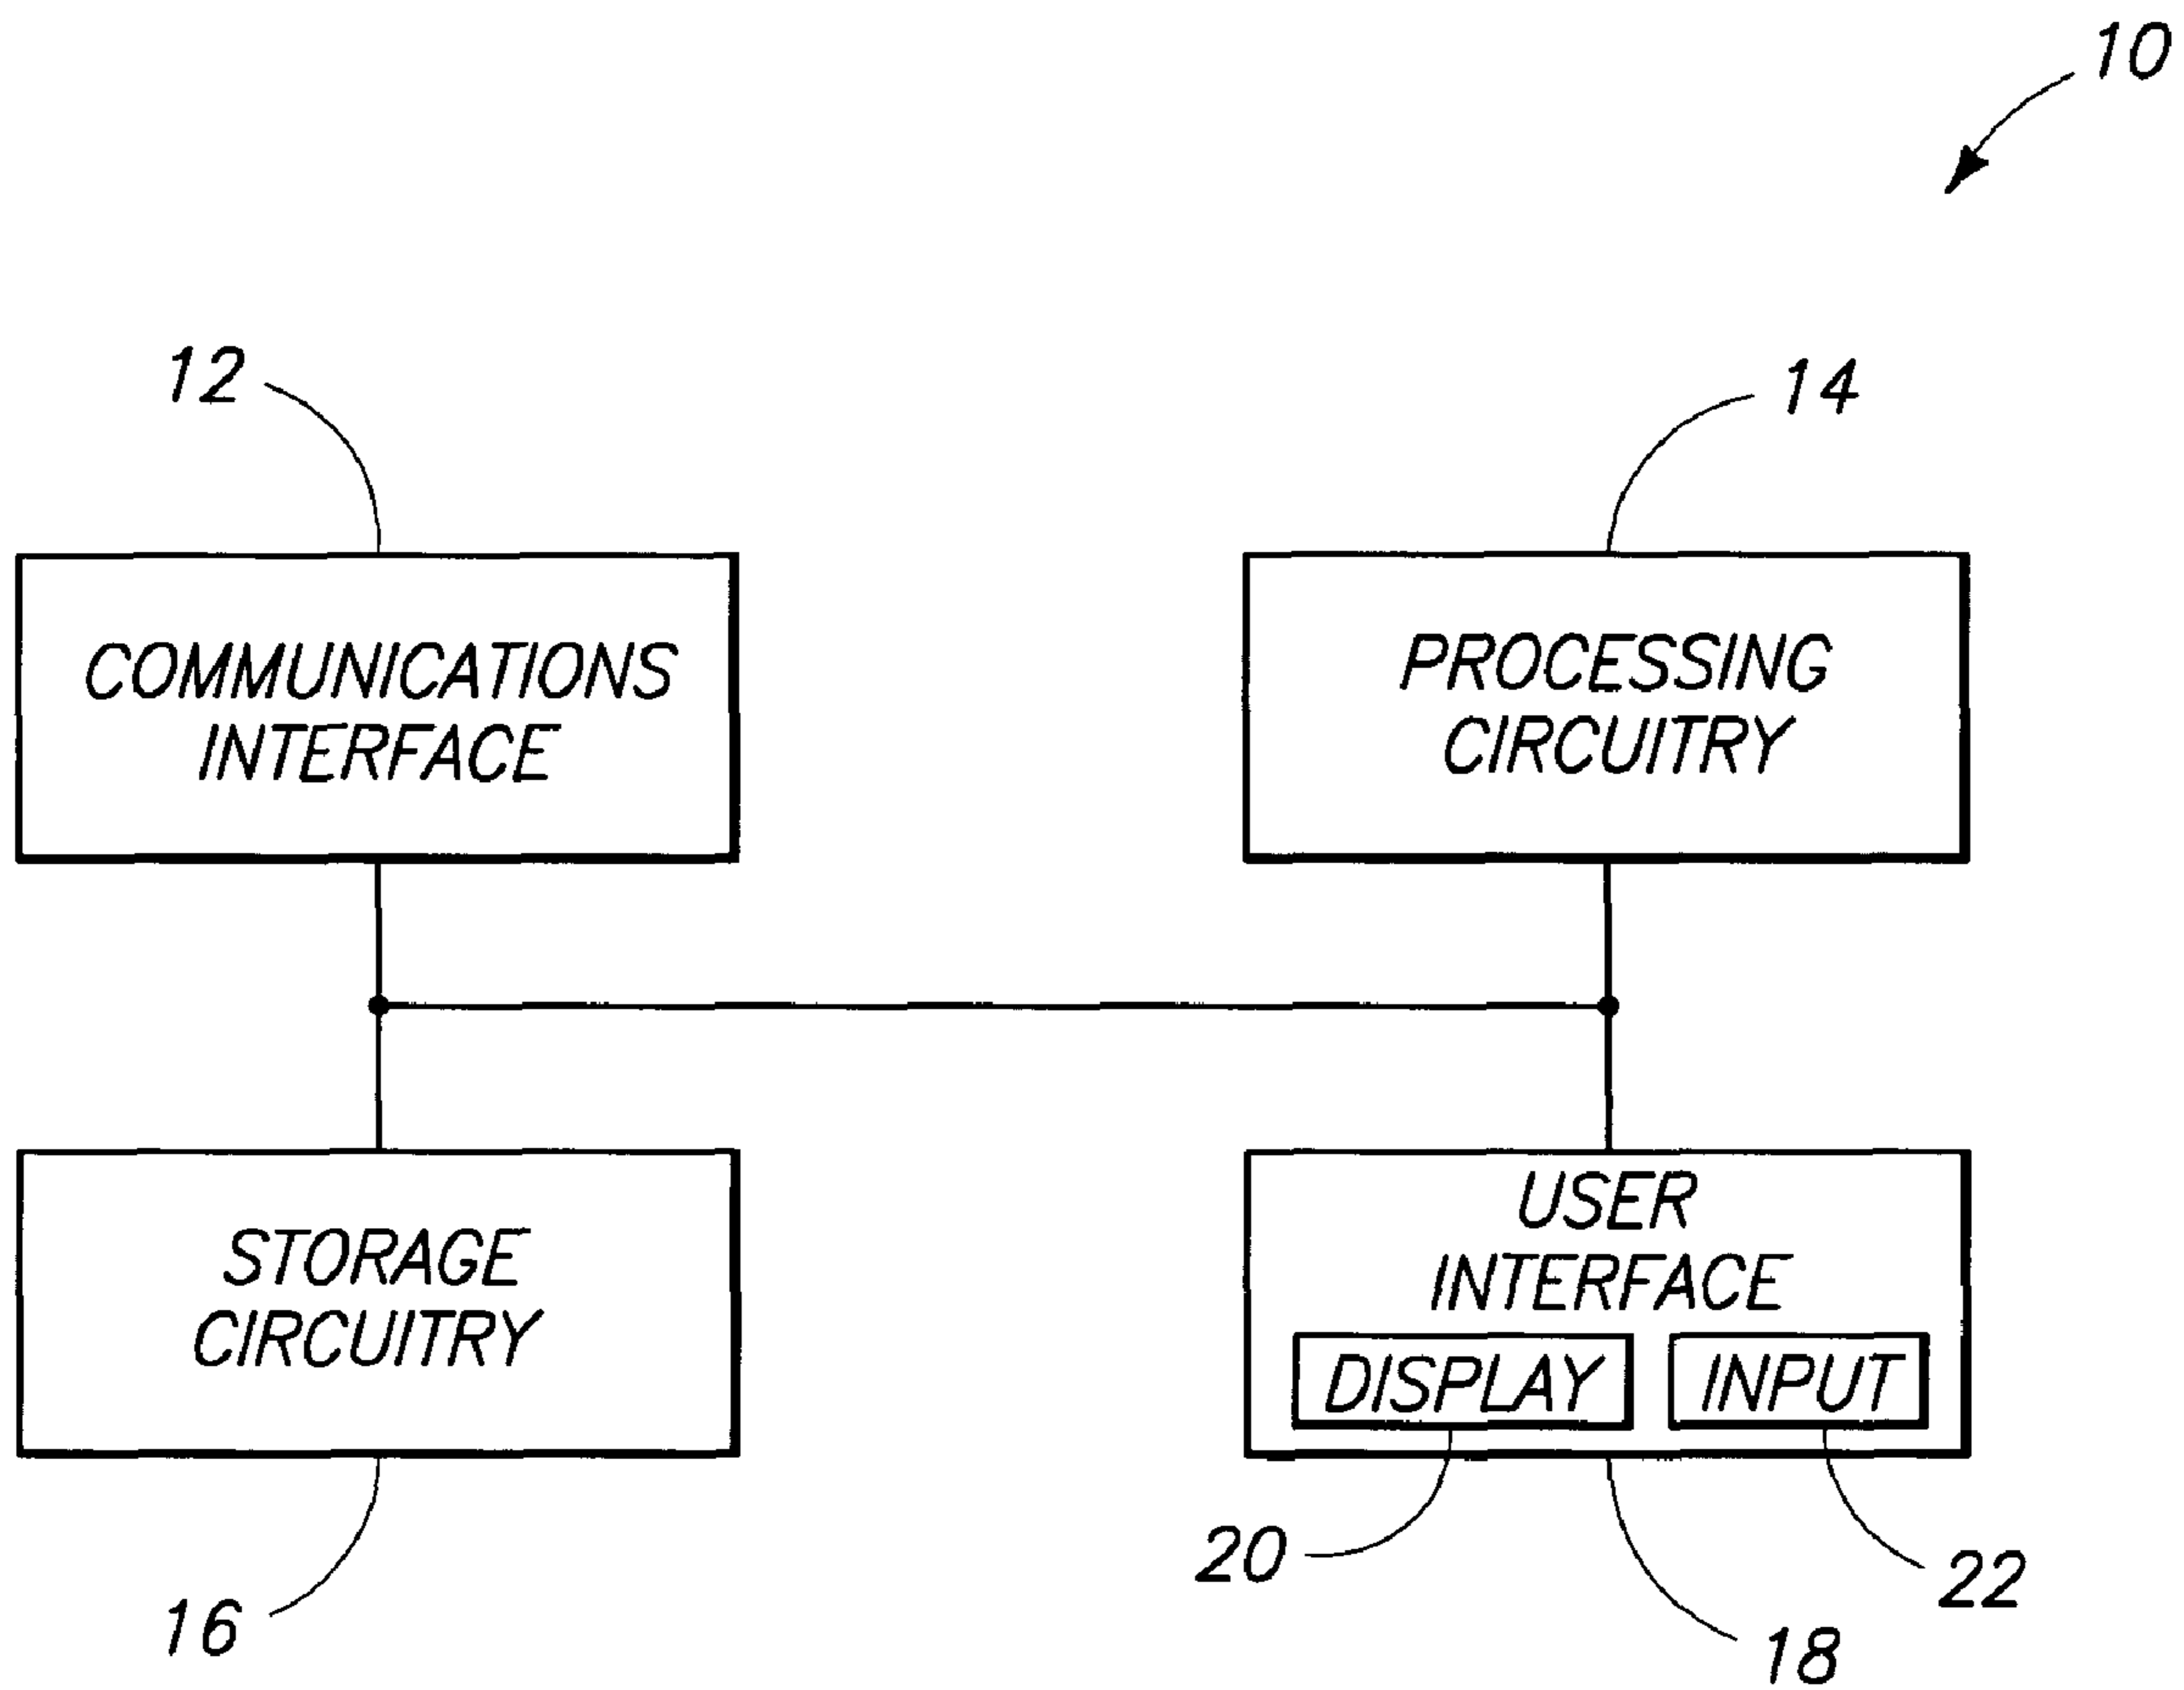 10
12
14
COMMUNICATIONS
INTERFACE
PROCESSING
CIRCUITRY
STORAGE
CIRCUITRY
USER
INTERFACE
DISPLAY
INPUT
20
22
16
18